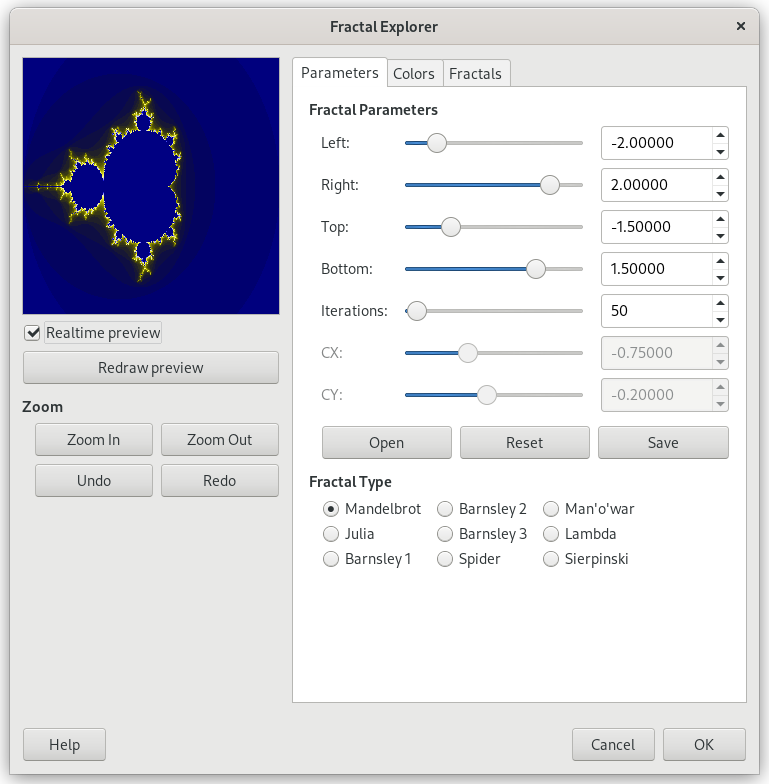 Fractal Explorer
Parameters Colors Fractals
Fractal Parameters
Left: -2.00000
Right: 2.00000
Top: -1.50000
Bottom: 1.50000
Iterations: 50
CX: -0.75000
CY: -0.20000
Open Reset Save
Fractal Type
Mandelbrot Barnsley 2 Man'o'war
Julia Barnsley 3 Lambda
Barnsley 1 Spider Sierpinski
Realtime preview
Redraw preview
Zoom
Zoom In Zoom Out
Undo Redo
Help Cancel OK